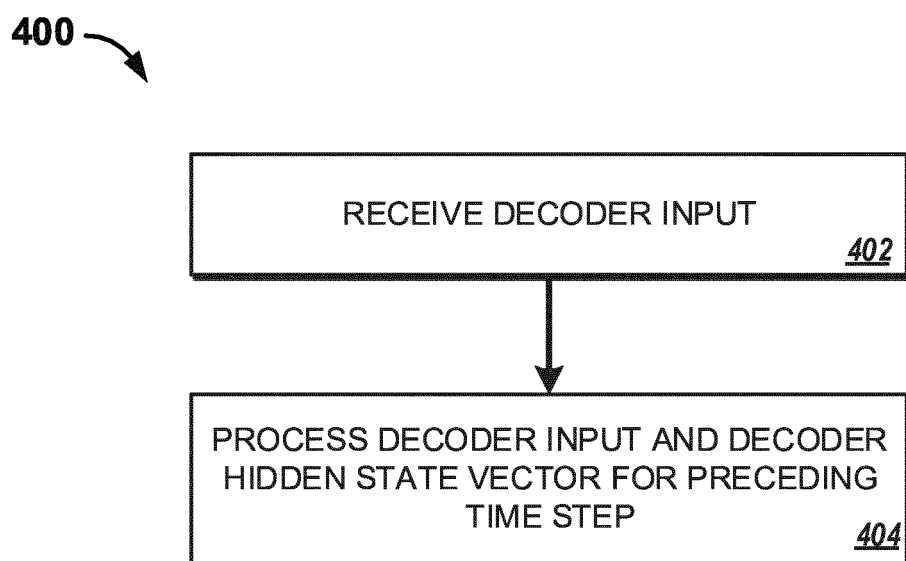 400
RECEIVE DECODER INPUT
402
PROCESS DECODER INPUT AND DECODER
HIDDEN STATE VECTOR FOR PRECEDING
TIME STEP
404